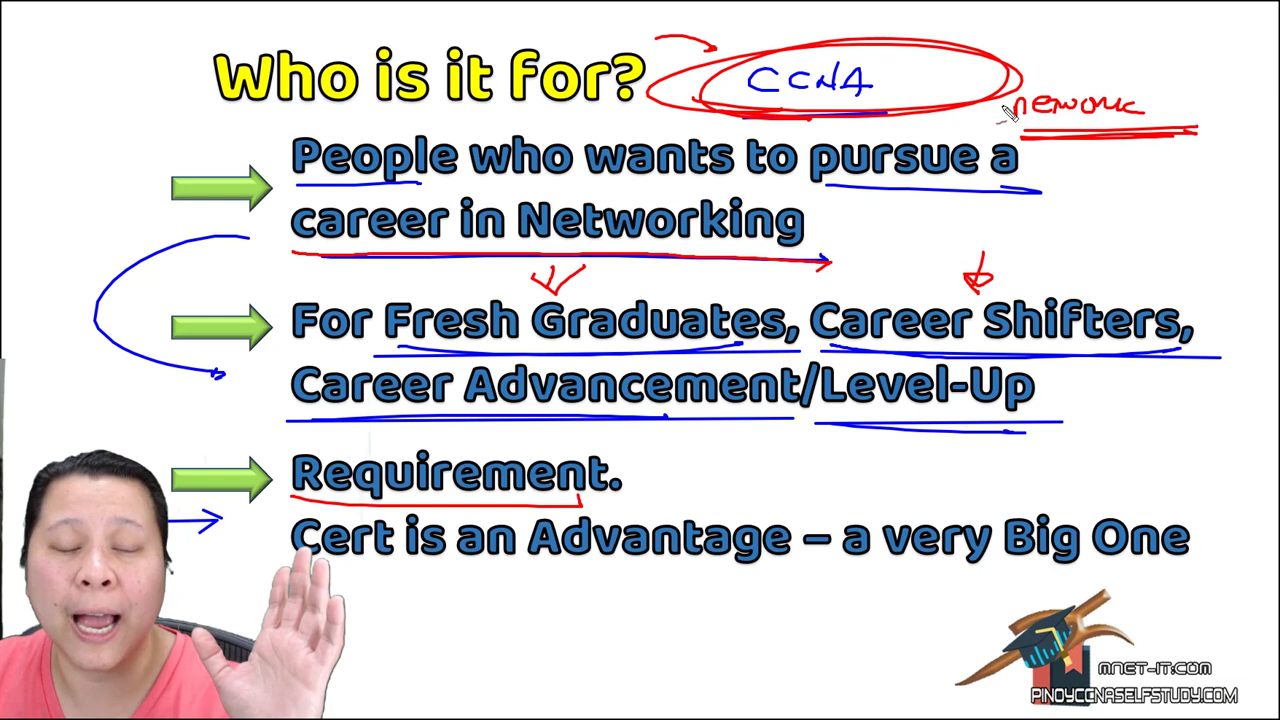 Who is it for? CCNA
network
People who wants to pursue a
career in Networking
For Fresh Graduates, Career Shifters,
Career Advancement/Level-Up
Requirement.
Cert is an Advantage – a very Big One
MNET-IT.COM
PINOYCCNASELFSTUDY.COM